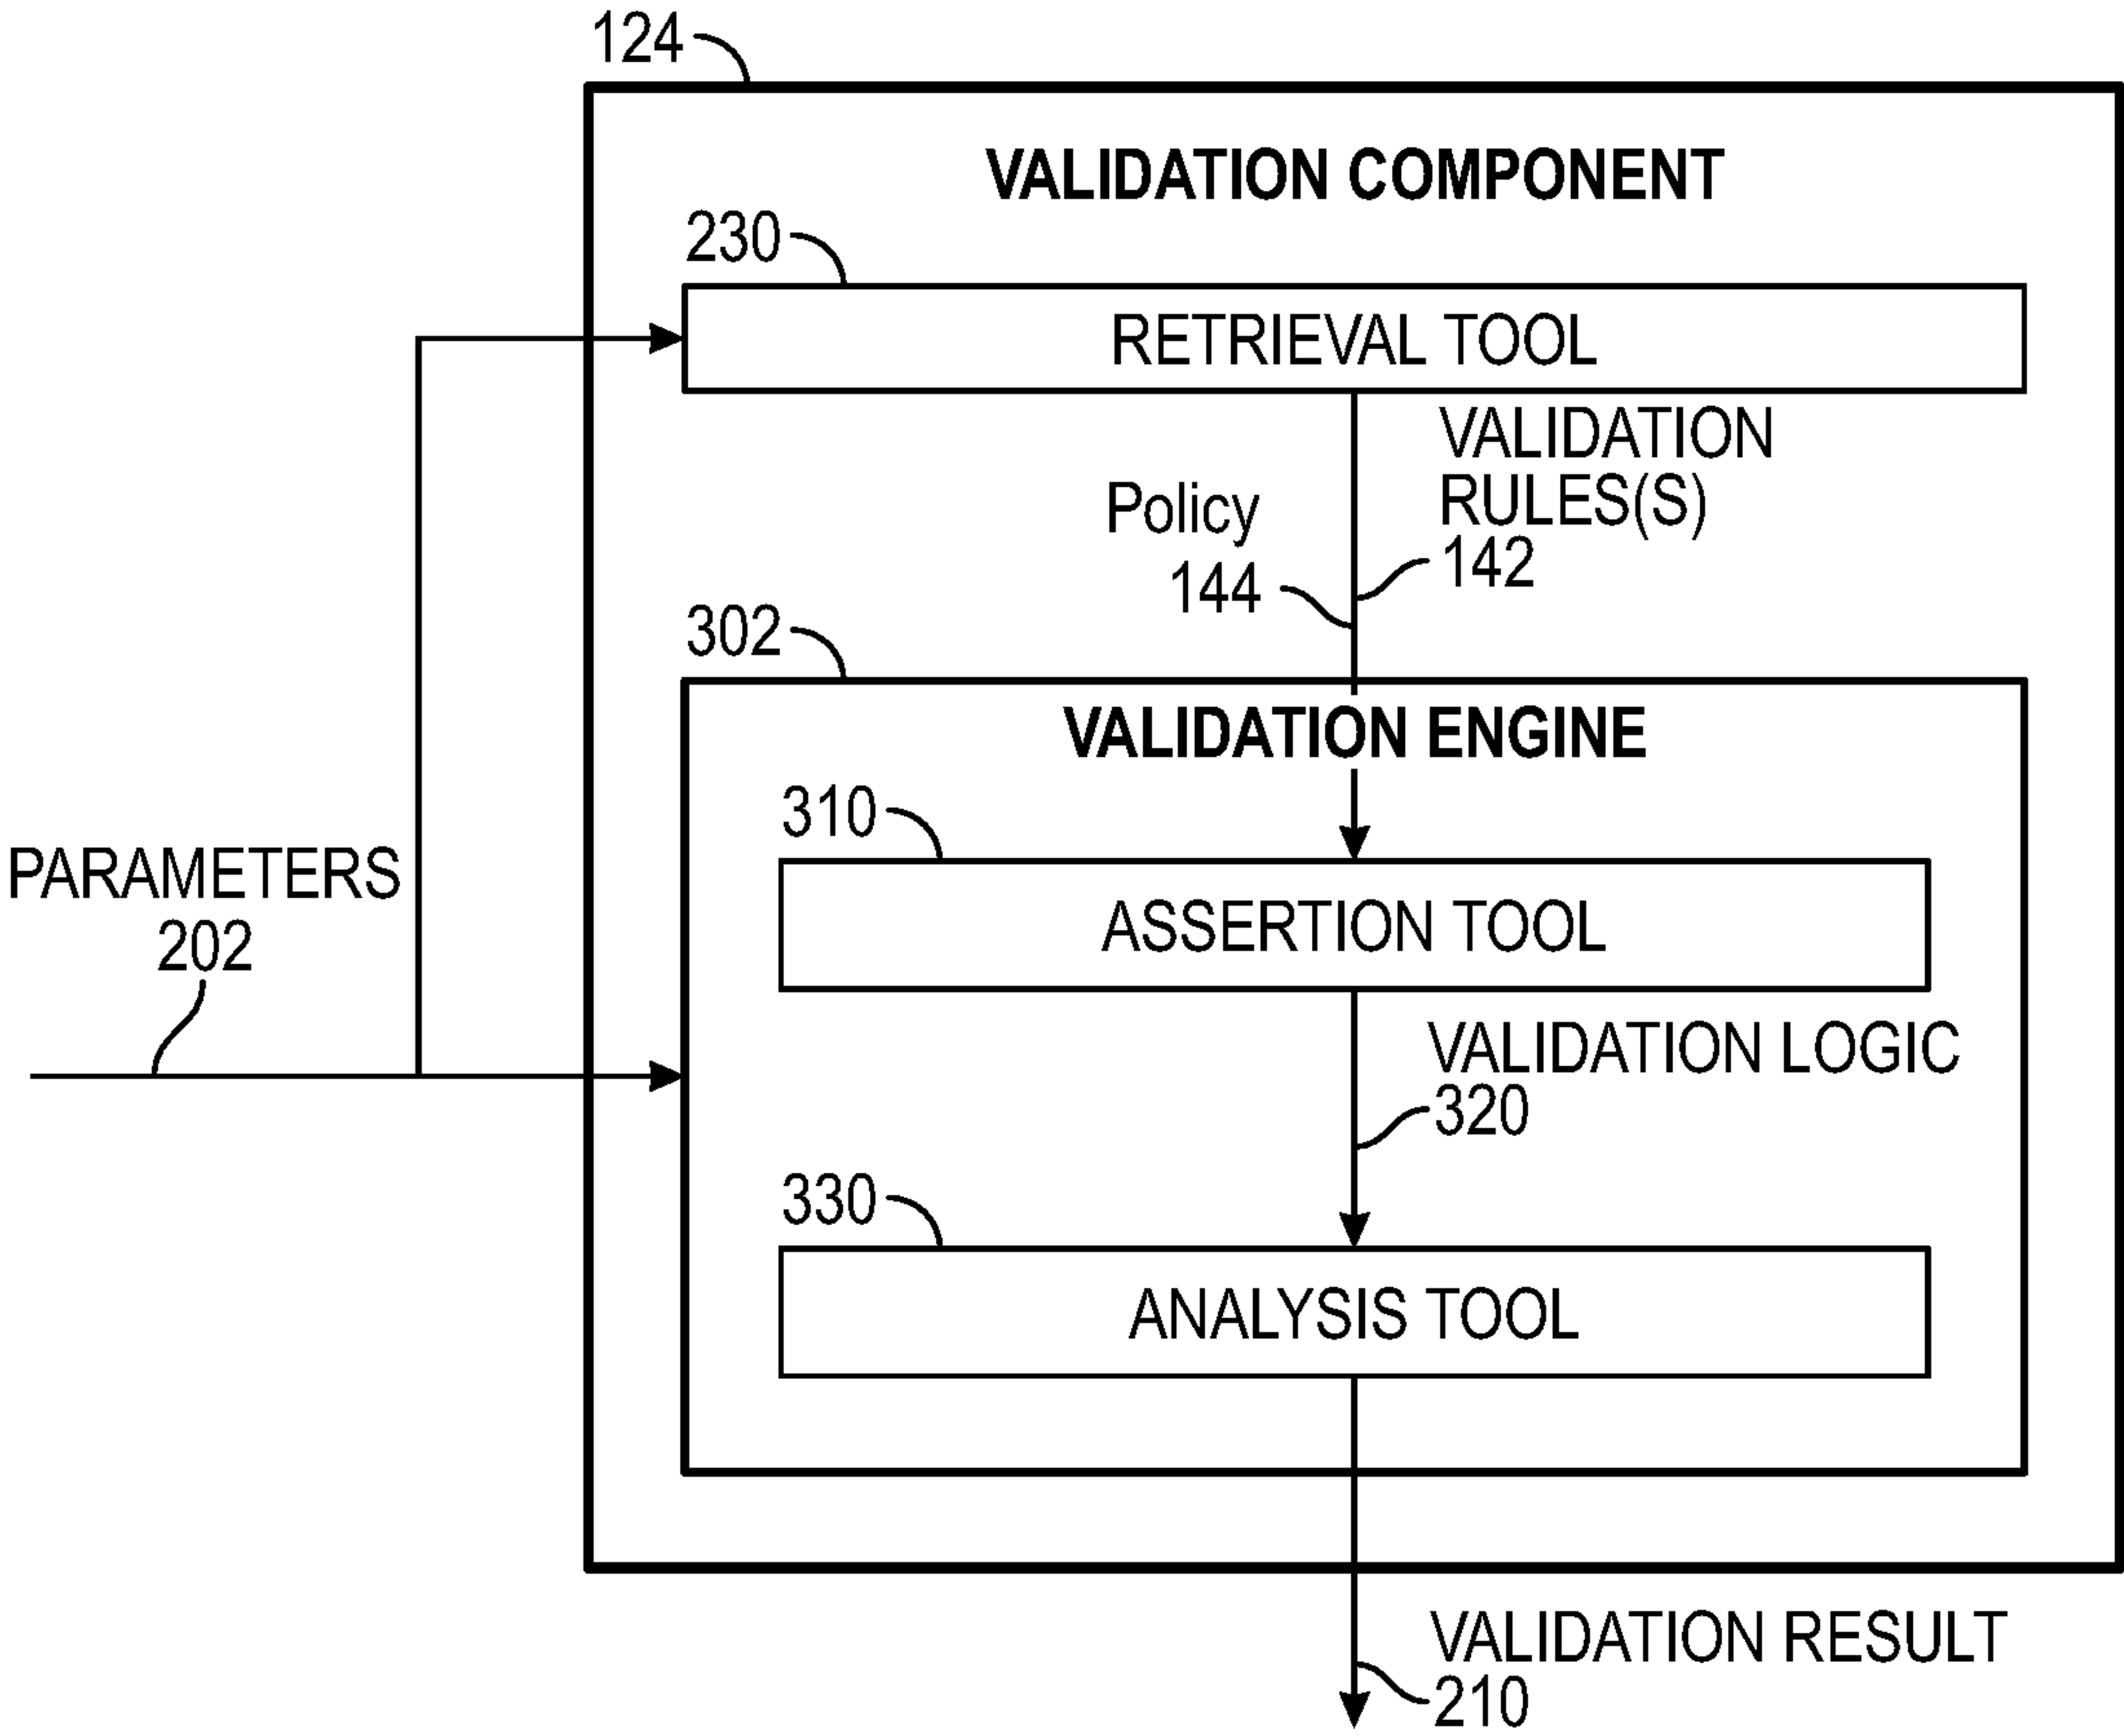 124
VALIDATION COMPONENT
230
RETRIEVAL TOOL
VALIDATION
RULES(S)
142
Policy
144
302
VALIDATION ENGINE
310
ASSERTION TOOL
PARAMETERS
202
VALIDATION LOGIC
320
330
ANALYSIS TOOL
VALIDATION RESULT
210